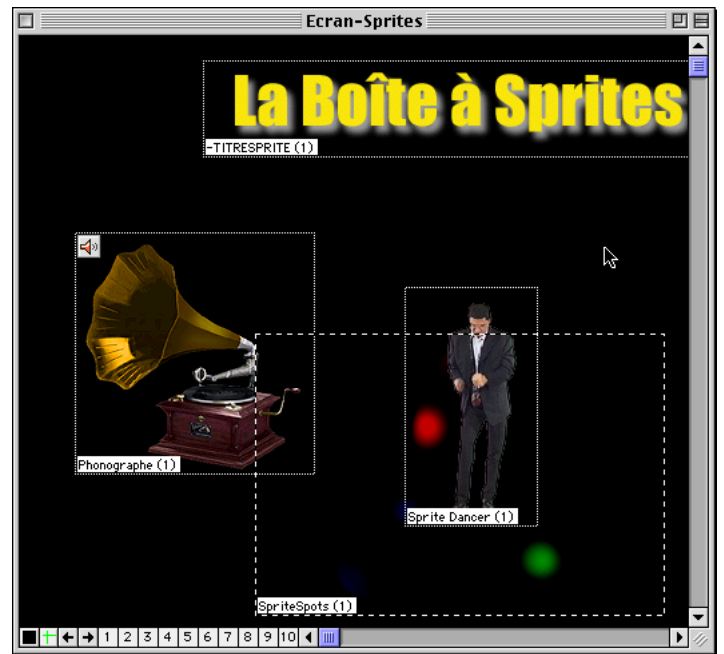 Ecran-Sprites
La Boîte à Sprites
-TITRESPRITE (1)
Phonographe (1)
Sprite Dancer (1)
SpriteSpots (1)
1 2 3 4 5 6 7 8 9 10